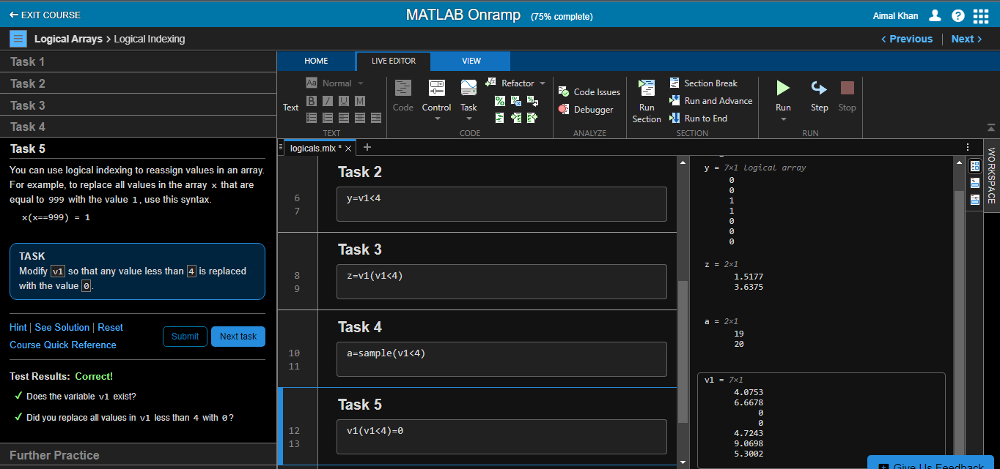 ← EXIT COURSE
MATLAB Onramp (75% complete)
Aimal Khan
?
Logical Arrays > Logical Indexing
< Previous | Next >
Task 1
Task 2
Task 3
Task 4
Task 5
You can use logical indexing to reassign values in an array.
For example, to replace all values in the array x that are
equal to 999 with the value 1, use this syntax.
x(x==999) = 1
TASK
Modify v1 so that any value less than 4 is replaced
with the value 0.
Hint | See Solution | Reset
Course Quick Reference
Submit
Next task
Test Results: Correct!
✓ Does the variable v1 exist?
✓ Did you replace all values in v1 less than 4 with 0?
Further Practice
HOME
LIVE EDITOR
VIEW
Text
Aa Normal
B I U M
TEXT
Code
Control
Task
Refactor
CODE
Code Issues
Debugger
ANALYZE
Run Section
Section Break
Run and Advance
Run to End
SECTION
Run
Step
Stop
RUN
logicals.mlx * ×
+
WORKSPACE
Task 2
6 y=v1<4
7
Task 3
8 z=v1(v1<4)
9
Task 4
10 a=sample(v1<4)
11
Task 5
12 v1(v1<4)=0
13
y = 7×1 logical array
0
0
1
1
0
0
0
z = 2×1
1.5177
3.6375
a = 2×1
19
20
v1 = 7×1
4.0753
6.6678
0
0
4.7243
9.0698
5.3002
Give Us Feedback